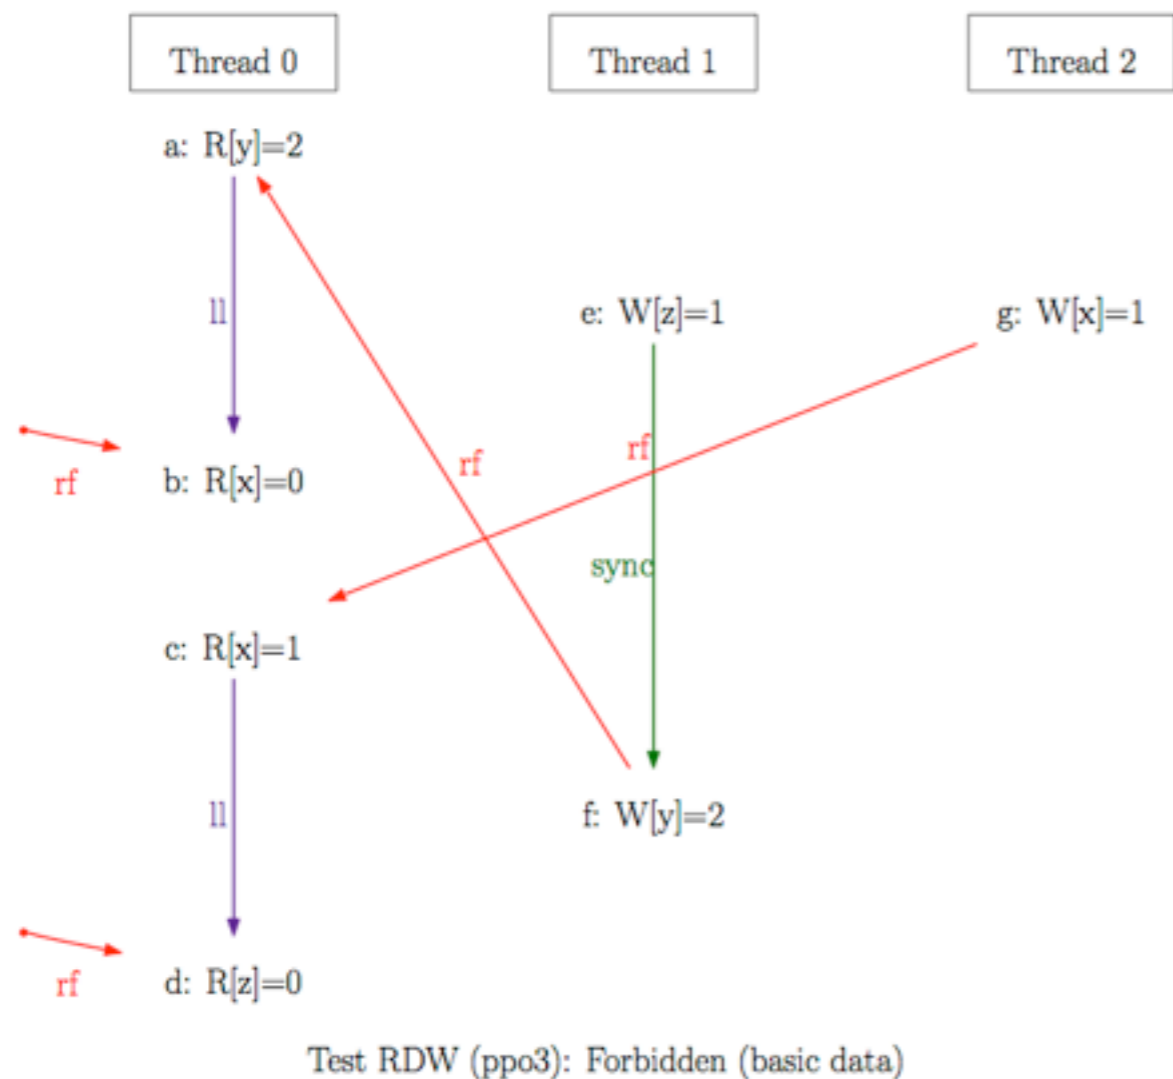 Thread 0
Thread 1
Thread 2
a: R[y]=2
ll
e: W[z]=1
g: W[x]=1
rf
b: R[x]=0
rf
rf
sync
c: R[x]=1
ll
f: W[y]=2
rf
d: R[z]=0
Test RDW (ppo3): Forbidden (basic data)